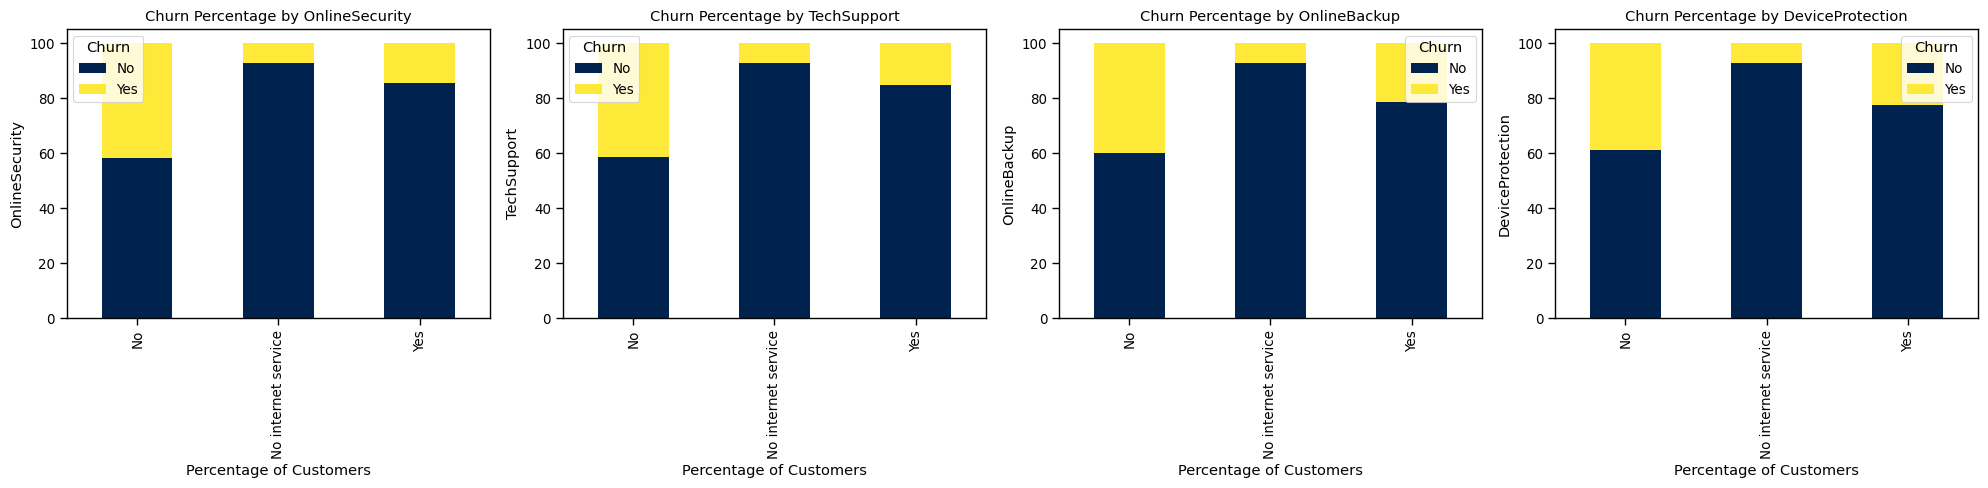 Churn Percentage by OnlineSecurity
Churn
No
Yes
100
80
60
40
20
0
OnlineSecurity
No
No internet service
Yes
Percentage of Customers
Churn Percentage by TechSupport
Churn
No
Yes
100
80
60
40
20
0
TechSupport
No
No internet service
Yes
Percentage of Customers
Churn Percentage by OnlineBackup
Churn
No
Yes
100
80
60
40
20
0
OnlineBackup
No
No internet service
Yes
Percentage of Customers
Churn Percentage by DeviceProtection
Churn
No
Yes
100
80
60
40
20
0
DeviceProtection
No
No internet service
Yes
Percentage of Customers